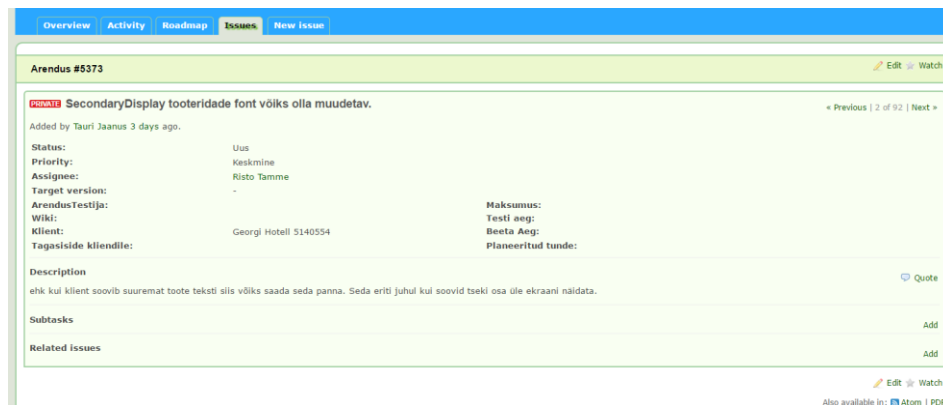 Overview Activity Roadmap Issues New issue
Arendus #5373
Edit Watch
PRIVATE SecondaryDisplay tooteridade font võiks olla muudetav.
« Previous | 2 of 92 | Next »
Added by Tauri Jaanus 3 days ago.
Status: Uus
Priority: Keskmine
Assignee: Risto Tamme
Target version: -
ArendusTestija: Maksumus:
Wiki: Testi aeg:
Klient: Georgi Hotell 5140554 Beeta Aeg:
Tagasiside kliendile: Planeeritud tunde:
Description
Quote
ehk kui klient soovib suuremat toote teksti siis võiks saada seda panna. Seda eriti juhul kui soovid tseki osa üle ekraani näidata.
Subtasks
Add
Related issues
Add
Edit Watch
Also available in: Atom | PDF